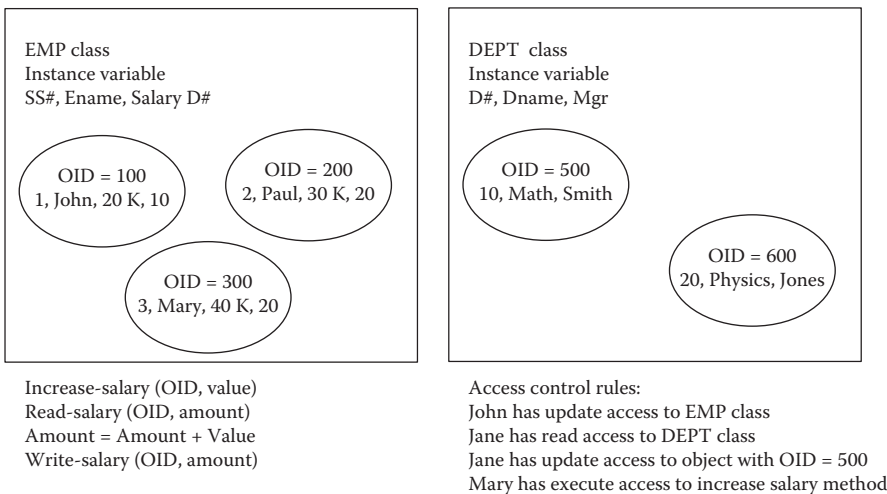 EMP class
Instance variable
SS#, Ename, Salary D#
OID = 100
1, John, 20 K, 10
OID = 200
2, Paul, 30 K, 20
OID = 300
3, Mary, 40 K, 20
DEPT class
Instance variable
D#, Dname, Mgr
OID = 500
10, Math, Smith
OID = 600
20, Physics, Jones
Increase-salary (OID, value)
Read-salary (OID, amount)
Amount = Amount + Value
Write-salary (OID, amount)
Access control rules:
John has update access to EMP class
Jane has read access to DEPT class
Jane has update access to object with OID = 500
Mary has execute access to increase salary method